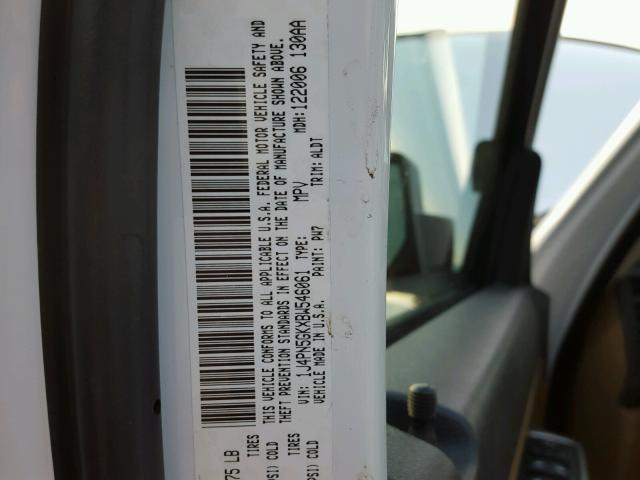 75 LB
TIRES
PSI) COLD
TIRES
PSI) COLD
THIS VEHICLE CONFORMS TO ALL APPLICABLE U.S.A. FEDERAL MOTOR VEHICLE SAFETY AND
THEFT PREVENTION STANDARDS IN EFFECT ON THE DATE OF MANUFACTURE SHOWN ABOVE.
VIN: 1J4PN5GKXBW546061 TYPE: MPV MDH: 122006 130AA
VEHICLE MADE IN U.S.A. PAINT: PW7 TRIM: ALDT